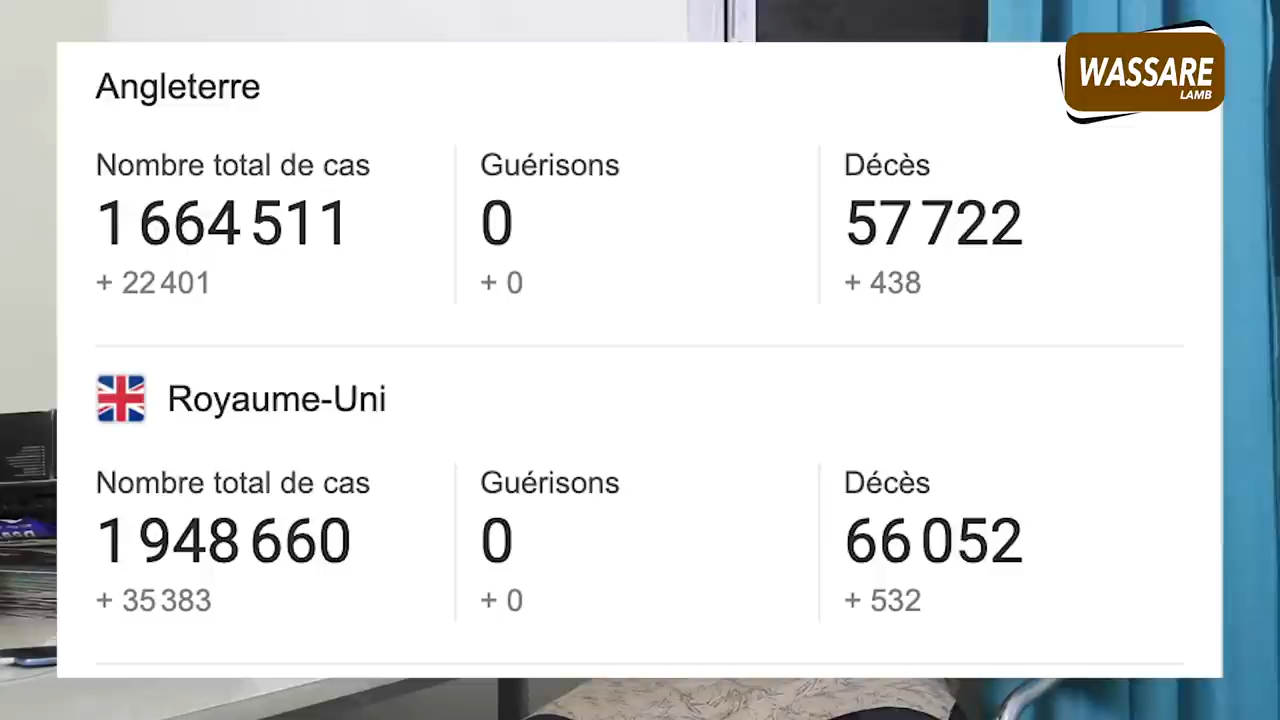 WASSARE
LAMB
Angleterre
Nombre total de cas
Guérisons
Décès
1 664 511
0
57 722
+ 22 401
+ 0
+ 438
Royaume-Uni
Nombre total de cas
Guérisons
Décès
1 948 660
0
66 052
+ 35 383
+ 0
+ 532